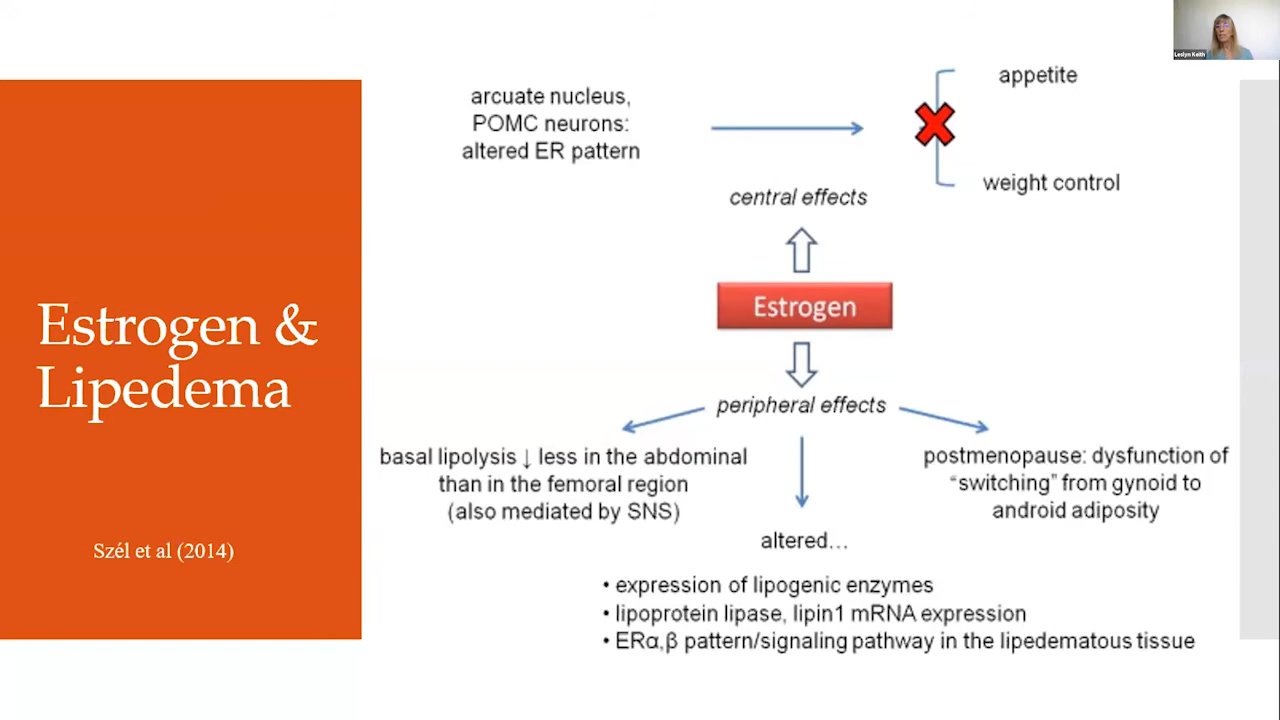 Leslyn Keith
Estrogen &
Lipedema
Szél et al (2014)
arcuate nucleus,
POMC neurons:
altered ER pattern
appetite
weight control
central effects
Estrogen
peripheral effects
basal lipolysis ↓ less in the abdominal
than in the femoral region
(also mediated by SNS)
altered…
• expression of lipogenic enzymes
• lipoprotein lipase, lipin1 mRNA expression
• ERα,β pattern/signaling pathway in the lipedematous tissue
postmenopause: dysfunction of
“switching” from gynoid to
android adiposity